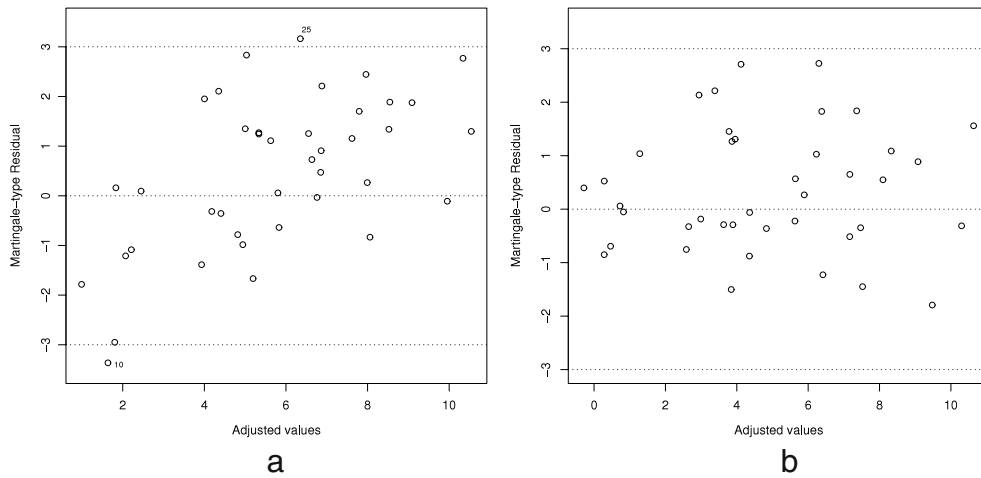 25
3
2
1
0
−1
−2
−3
Martingale−type Residual
10
2 4 6 8 10
Adjusted values
a
3
2
1
0
−1
−2
−3
Martingale−type Residual
0 2 4 6 8 10
Adjusted values
b